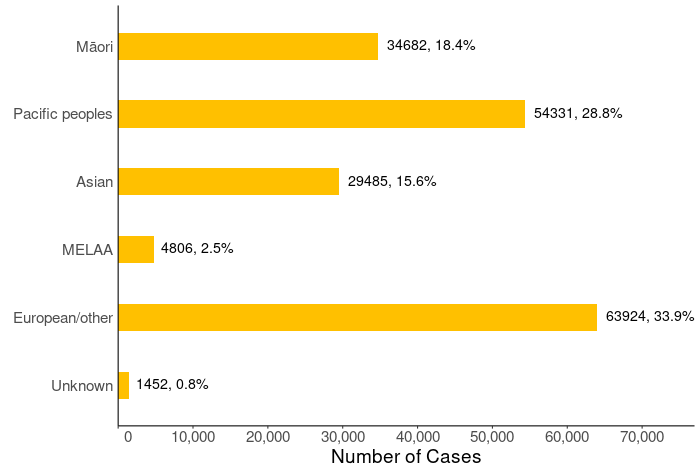 Māori 34682, 18.4%
Pacific peoples 54331, 28.8%
Asian 29485, 15.6%
MELAA 4806, 2.5%
European/other 63924, 33.9%
Unknown 1452, 0.8%
0 10,000 20,000 30,000 40,000 50,000 60,000 70,000
Number of Cases